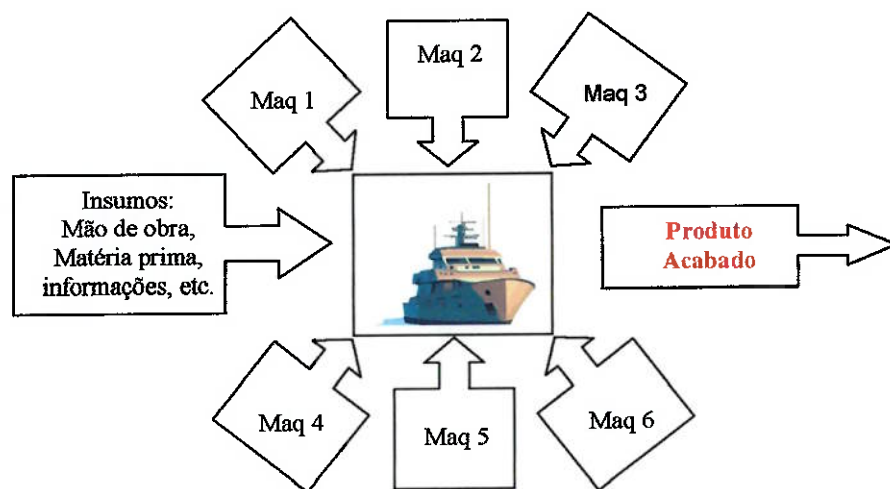 Maq 1
Maq 2
Maq 3
Insumos:
Mão de obra,
Matéria prima,
informações, etc.
Produto
Acabado
Maq 4
Maq 5
Maq 6